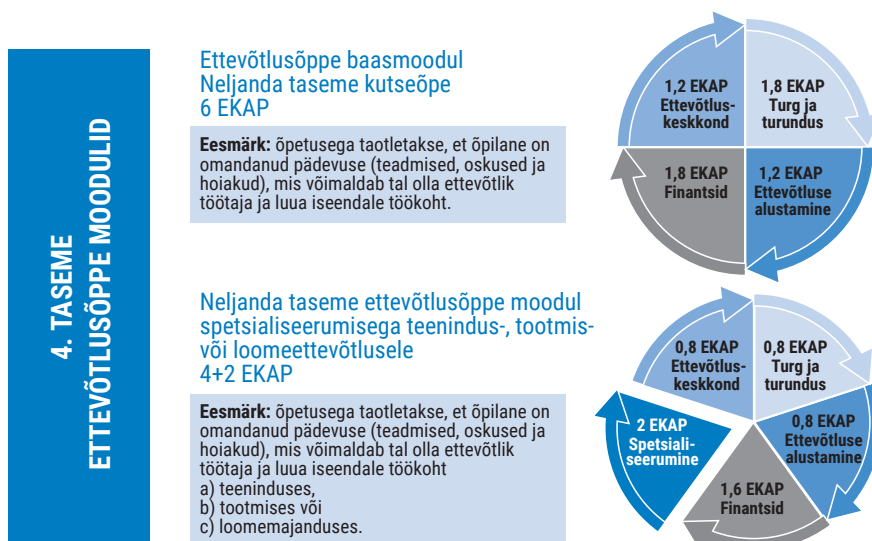 4. TASEME
ETTEVÕTLUSÕPPE MOODULID
Ettevõtlusõppe baasmoodul
Neljanda taseme kutseõpe
6 EKAP
Eesmärk: õpetusega taotletakse, et õpilane on
omandanud pädevuse (teadmised, oskused ja
hoiakud), mis võimaldab tal olla ettevõtlik
töötaja ja luua iseendale töökoht.
1,2 EKAP
Ettevõtlus-
keskkond
1,8 EKAP
Turg ja
turundus
1,8 EKAP
Finantsid
1,2 EKAP
Ettevõtluse
alustamine
Neljanda taseme ettevõtlusõppe moodul
spetsialiseerumisega teenindus-, tootmis-
või loomeettevõtlusele
4+2 EKAP
Eesmärk: õpetusega taotletakse, et õpilane on
omandanud pädevuse (teadmised, oskused ja
hoiakud), mis võimaldab tal olla ettevõtlik
töötaja ja luua iseendale töökoht
a) teeninduses,
b) tootmises või
c) loomemajanduses.
0,8 EKAP
Ettevõtlus-
keskkond
0,8 EKAP
Turg ja
turundus
2 EKAP
Spetsiali-
seerumine
0,8 EKAP
Ettevõtluse
alustamine
1,6 EKAP
Finantsid